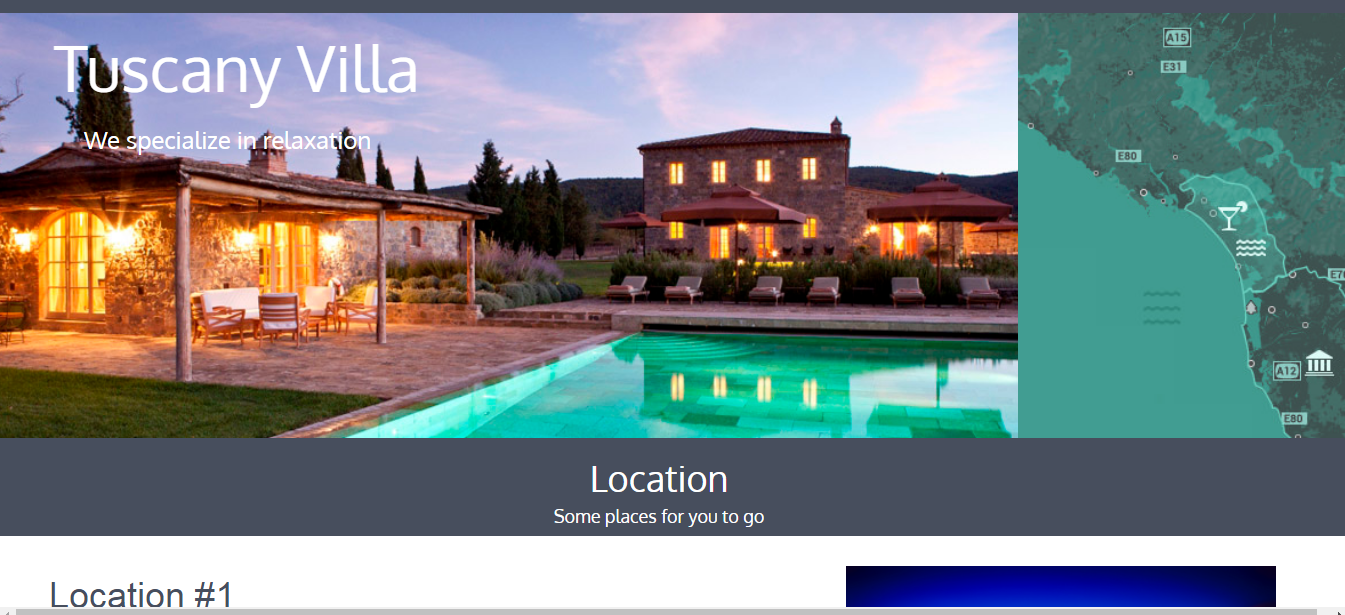 Tuscany Villa
We specialize in relaxation
A15
E31
E80
E70
A12
E80
Location
Some places for you to go
Location #1